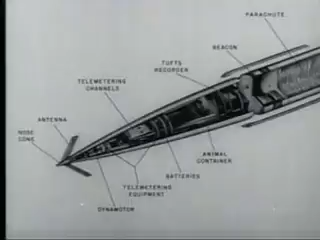 PARACHUTE
BEACON
TUFTS
RECORDER
TELEMETERING
CHANNELS
ANTENNA
NOSE
CONE
ANIMAL
CONTAINER
BATTERIES
TELEMETERING
EQUIPMENT
DYNAMOTOR